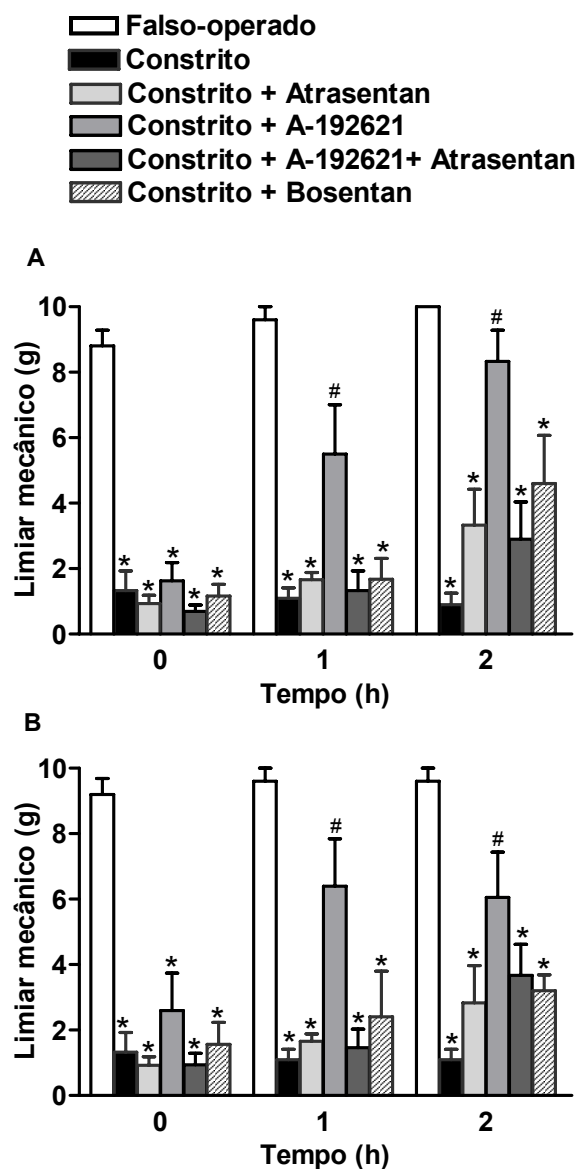 Falso-operado
Constrito
Constrito + Atrasentan
Constrito + A-192621
Constrito + A-192621+ Atrasentan
Constrito + Bosentan
A
Limiar mecânico (g)
10
8
6
4
2
0
* * * * *
* * # * *
* * # * *
0 1 2
Tempo (h)
B
Limiar mecânico (g)
10
8
6
4
2
0
* * * * *
* * # * *
* * # * *
0 1 2
Tempo (h)